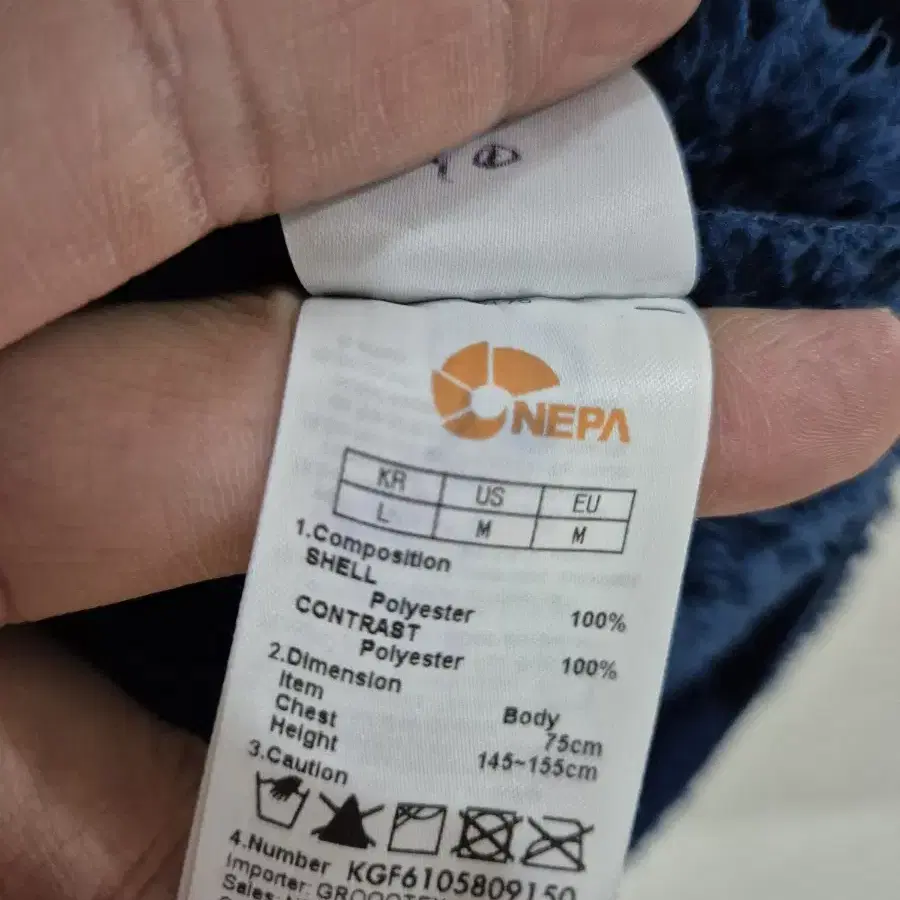 NEPA
KR US EU
L M M
1.Composition
SHELL
Polyester 100%
CONTRAST
Polyester 100%
2.Dimension
Item Body
Chest 75cm
Height 145~155cm
3.Caution
4.Number KGF6105809150
Importer: